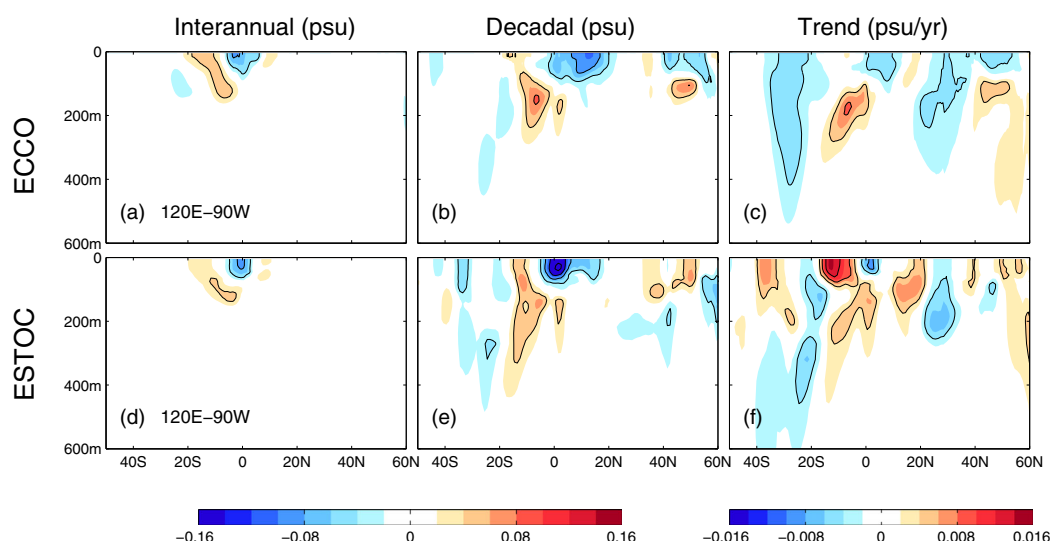 Interannual (psu) Decadal (psu) Trend (psu/yr)
ECCO
0
200m
400m
600m
(a) 120E−90W
(b)
(c)
ESTOC
0
200m
400m
600m
(d) 120E−90W
(e)
(f)
40S 20S 0 20N 40N 60N 40S 20S 0 20N 40N 60N 40S 20S 0 20N 40N 60N
−0.16 −0.08 0 0.08 0.16 −0.016 −0.008 0 0.008 0.016